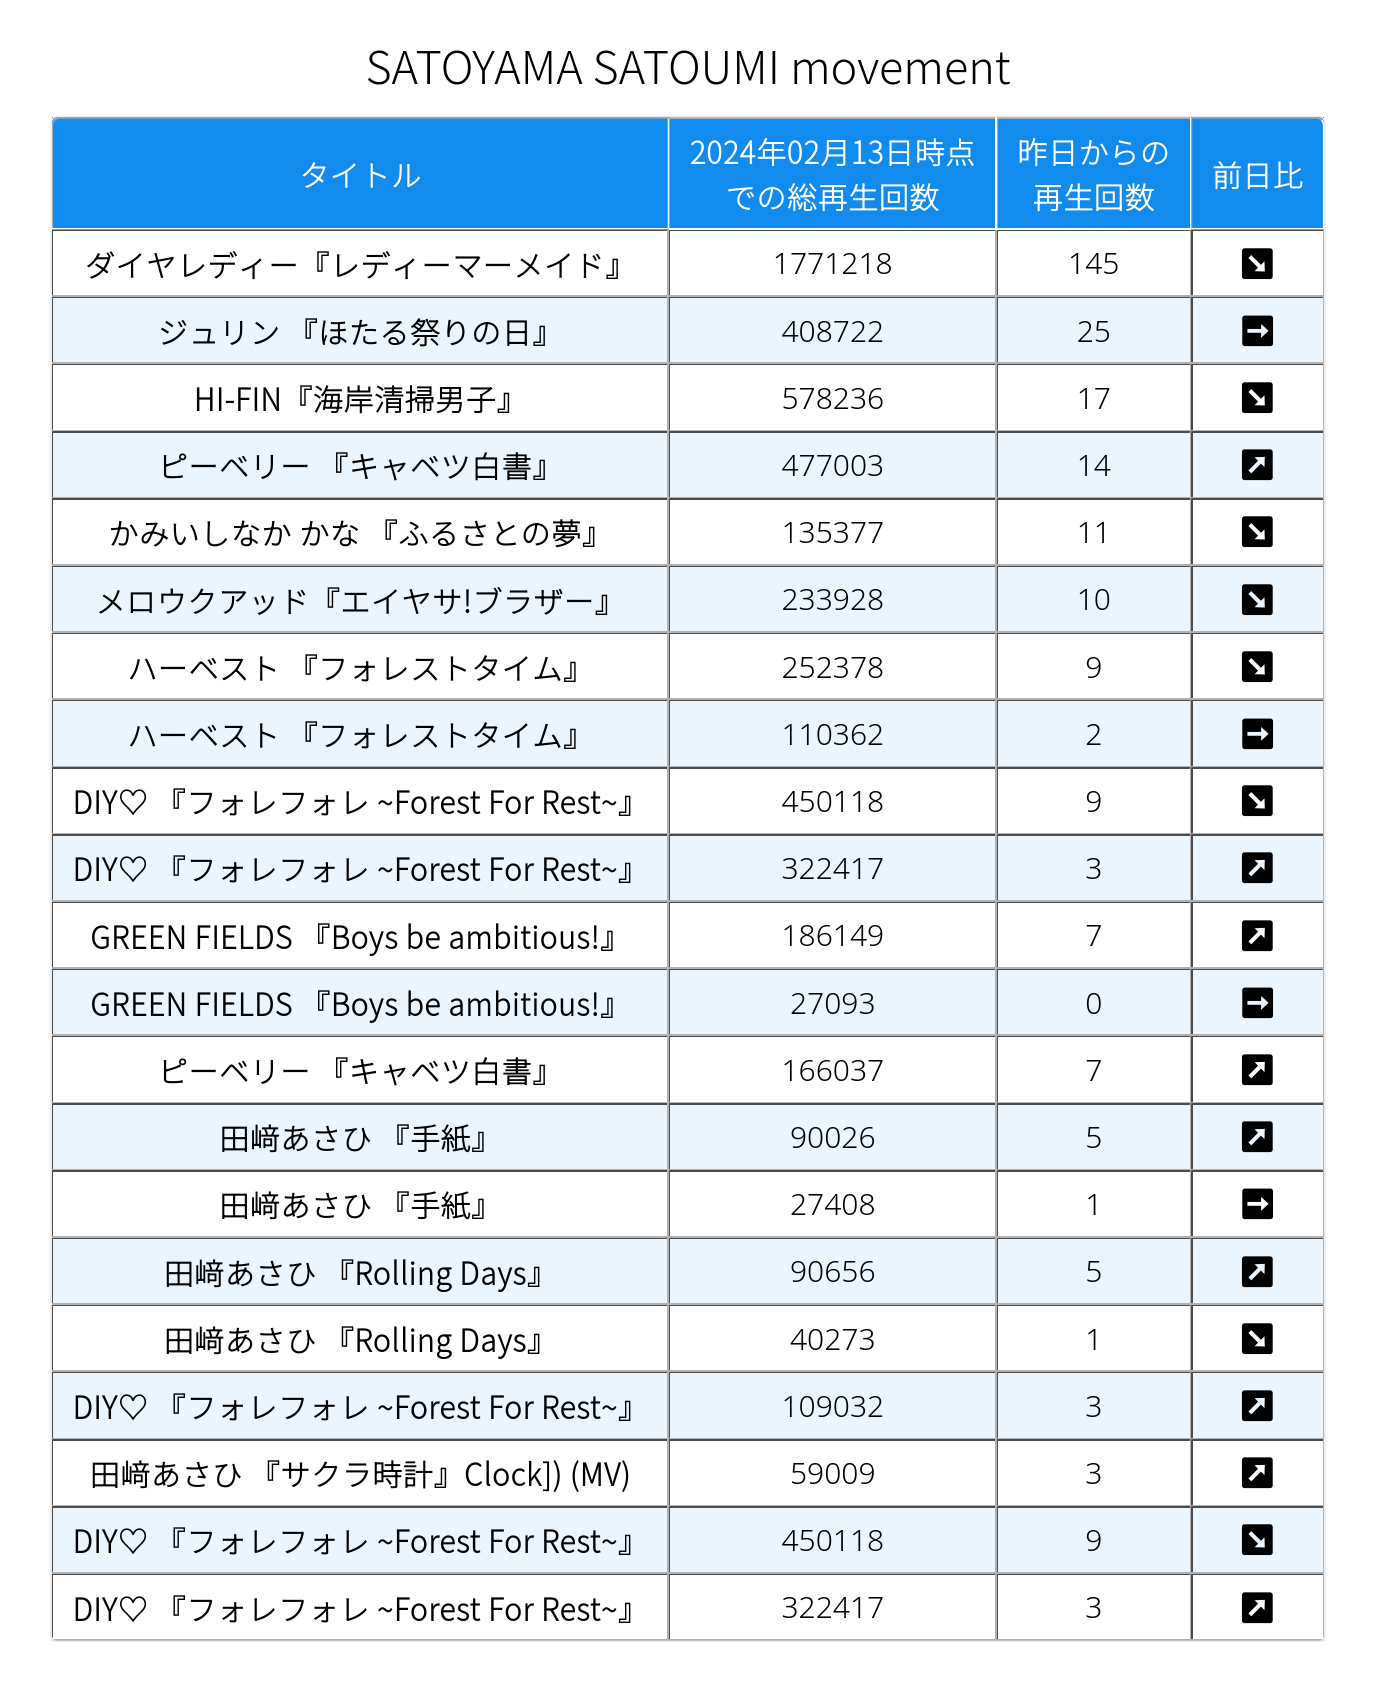 SATOYAMA SATOUMI movement
タイトル 2024年02月13日時点での総再生回数 昨日からの再生回数 前日比
ダイヤレディー『レディーマーメイド』 1771218 145 ↘
ジュリン 『ほたる祭りの日』 408722 25 →
HI-FIN『海岸清掃男子』 578236 17 ↘
ピーベリー 『キャベツ白書』 477003 14 ↗
かみいしなか かな 『ふるさとの夢』 135377 11 ↘
メロウクアッド『エイヤサ!ブラザー』 233928 10 ↘
ハーベスト 『フォレストタイム』 252378 9 ↘
ハーベスト 『フォレストタイム』 110362 2 →
DIY♡ 『フォレフォレ ~Forest For Rest~』 450118 9 ↘
DIY♡ 『フォレフォレ ~Forest For Rest~』 322417 3 ↗
GREEN FIELDS 『Boys be ambitious!』 186149 7 ↗
GREEN FIELDS 『Boys be ambitious!』 27093 0 →
ピーベリー 『キャベツ白書』 166037 7 ↗
田﨑あさひ 『手紙』 90026 5 ↗
田﨑あさひ 『手紙』 27408 1 →
田﨑あさひ 『Rolling Days』 90656 5 ↗
田﨑あさひ 『Rolling Days』 40273 1 ↘
DIY♡ 『フォレフォレ ~Forest For Rest~』 109032 3 ↗
田﨑あさひ 『サクラ時計』Clock]) (MV) 59009 3 ↗
DIY♡ 『フォレフォレ ~Forest For Rest~』 450118 9 ↘
DIY♡ 『フォレフォレ ~Forest For Rest~』 322417 3 ↗